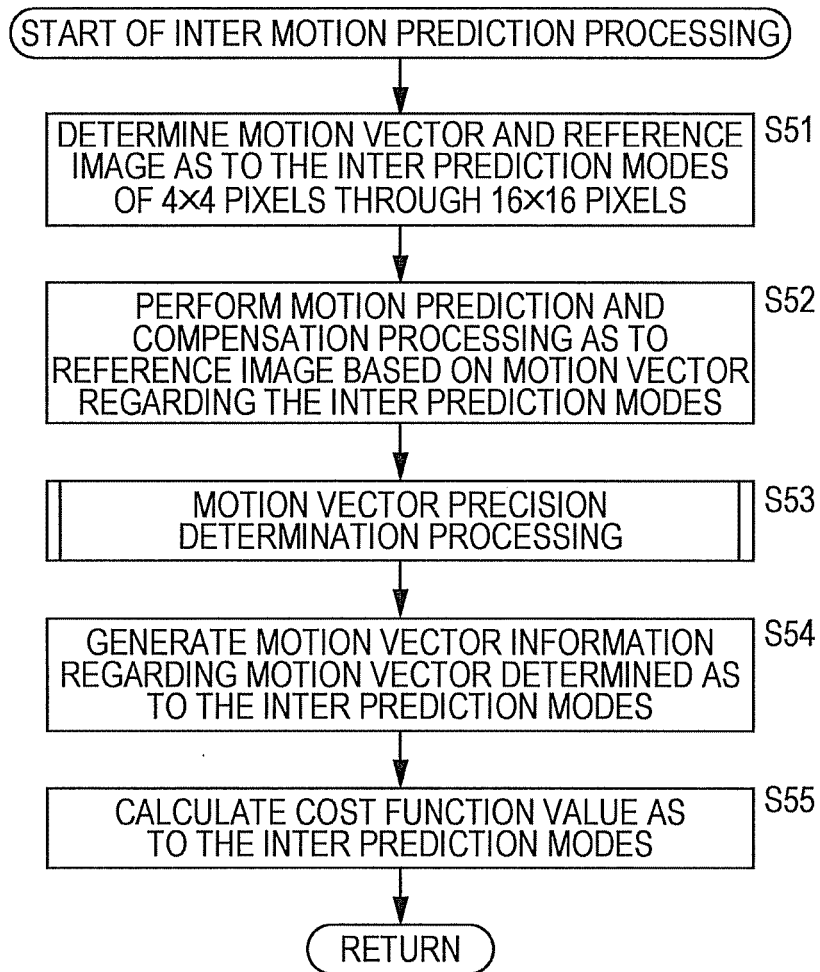 START OF INTER MOTION PREDICTION PROCESSING
DETERMINE MOTION VECTOR AND REFERENCE
IMAGE AS TO THE INTER PREDICTION MODES
OF 4×4 PIXELS THROUGH 16×16 PIXELS
S51
PERFORM MOTION PREDICTION AND
COMPENSATION PROCESSING AS TO
REFERENCE IMAGE BASED ON MOTION VECTOR
REGARDING THE INTER PREDICTION MODES
S52
MOTION VECTOR PRECISION
DETERMINATION PROCESSING
S53
GENERATE MOTION VECTOR INFORMATION
REGARDING MOTION VECTOR DETERMINED AS
TO THE INTER PREDICTION MODES
S54
CALCULATE COST FUNCTION VALUE AS
TO THE INTER PREDICTION MODES
S55
RETURN